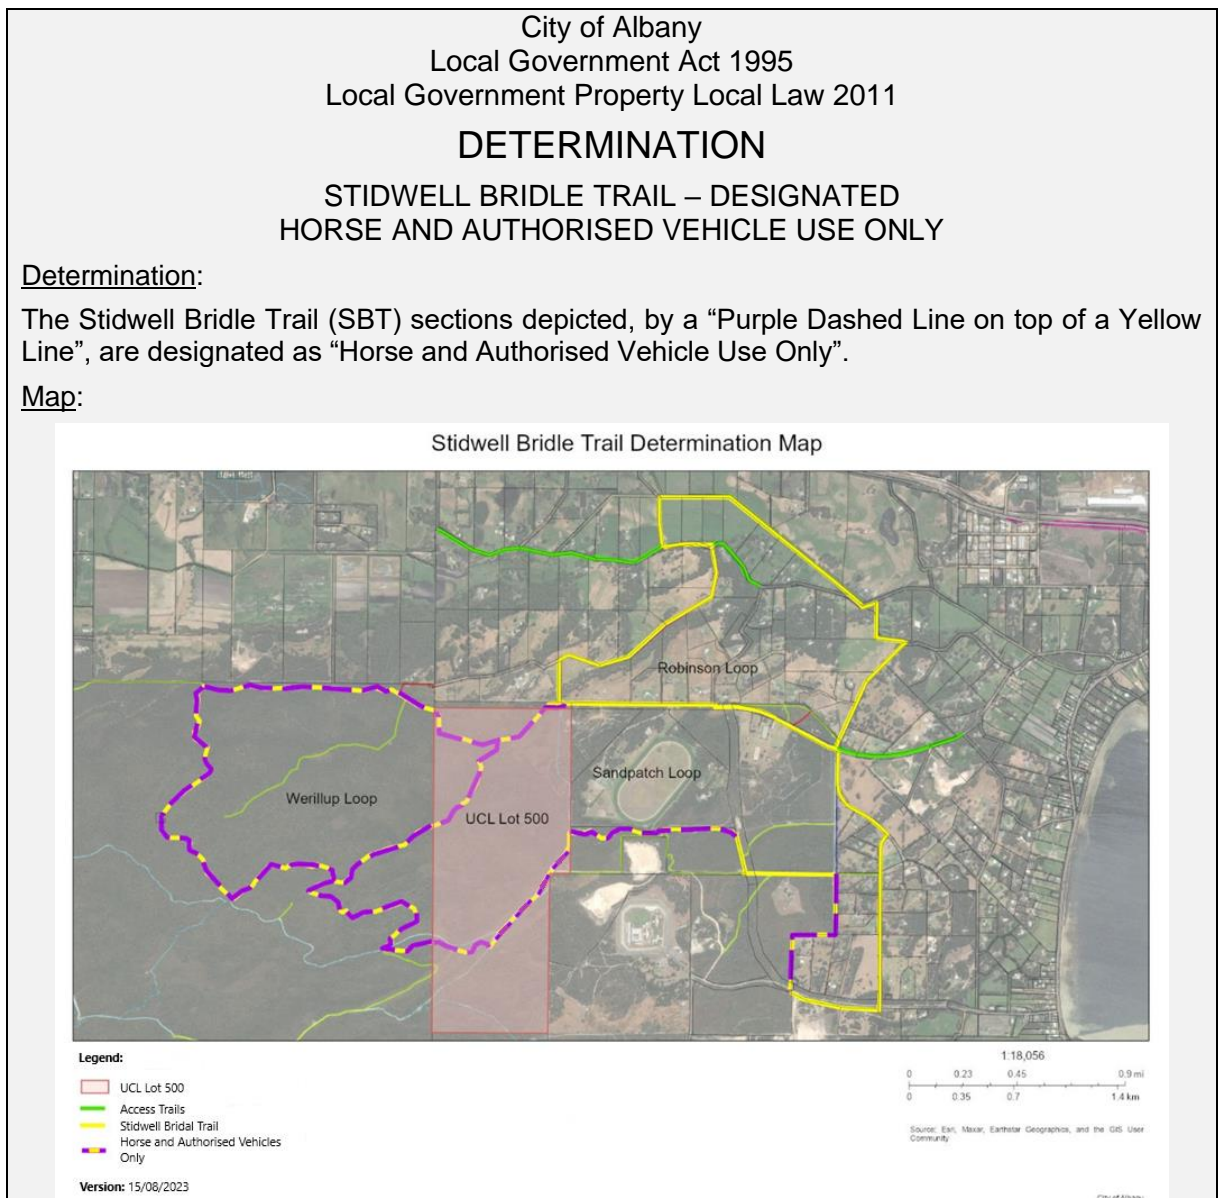 City of Albany
Local Government Act 1995
Local Government Property Local Law 2011
DETERMINATION
STIDWELL BRIDLE TRAIL – DESIGNATED
HORSE AND AUTHORISED VEHICLE USE ONLY
Determination:
The Stidwell Bridle Trail (SBT) sections depicted, by a “Purple Dashed Line on top of a Yellow
Line”, are designated as “Horse and Authorised Vehicle Use Only”.
Map:
Stidwell Bridle Trail Determination Map
Robinson Loop
Sandpatch Loop
Werillup Loop
UCL Lot 500
Legend:
UCL Lot 500
Access Trails
Stidwell Bridal Trail
Horse and Authorised Vehicles
Only
Version: 15/08/2023
1:18,056
0 0.23 0.45 0.9 mi
0 0.35 0.7 1.4 km
Source: Esri, Maxar, Earthstar Geographics, and the GIS User
Community
City of Albany